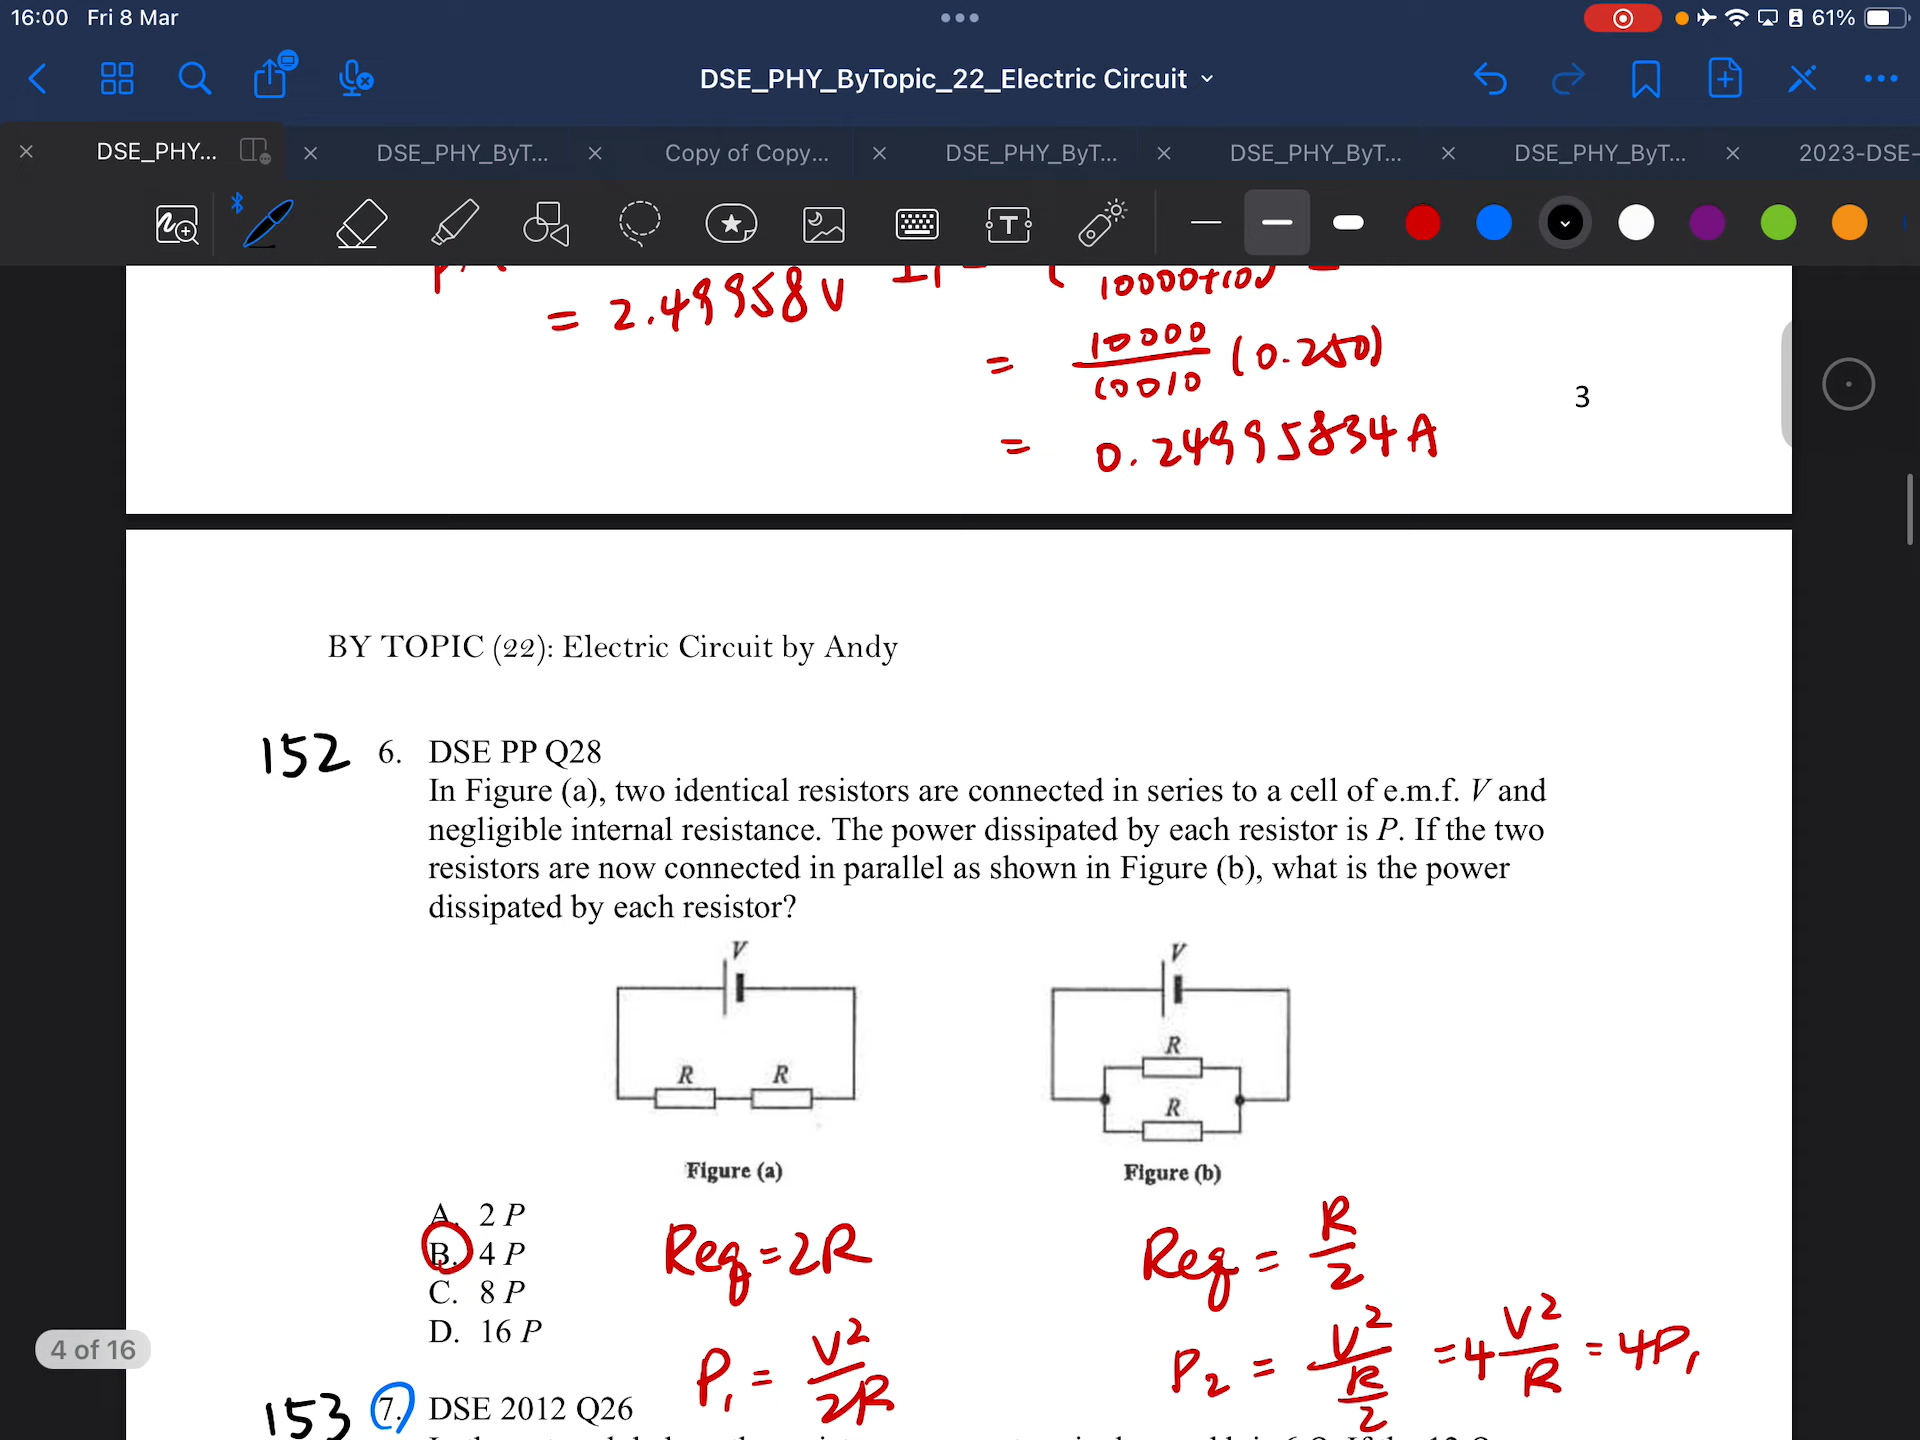 16:00 Fri 8 Mar
61%
DSE_PHY_ByTopic_22_Electric Circuit
DSE_PHY...
DSE_PHY_ByT...
Copy of Copy...
DSE_PHY_ByT...
DSE_PHY_ByT...
DSE_PHY_ByT...
2023-DSE-
= 2.49958 V
10000+10)
= 10000/10010 (0.250)
= 0.24995834 A
3
BY TOPIC (22): Electric Circuit by Andy
152 6. DSE PP Q28
In Figure (a), two identical resistors are connected in series to a cell of e.m.f. V and
negligible internal resistance. The power dissipated by each resistor is P. If the two
resistors are now connected in parallel as shown in Figure (b), what is the power
dissipated by each resistor?
V
R R
Figure (a)
V
R
R
Figure (b)
A. 2 P
B. 4 P
C. 8 P
D. 16 P
Req = 2R
P₁ = V²/2R
Req = R/2
P₂ = V²/(R/2) = 4 V²/R = 4P₁
4 of 16
153 7. DSE 2012 Q26